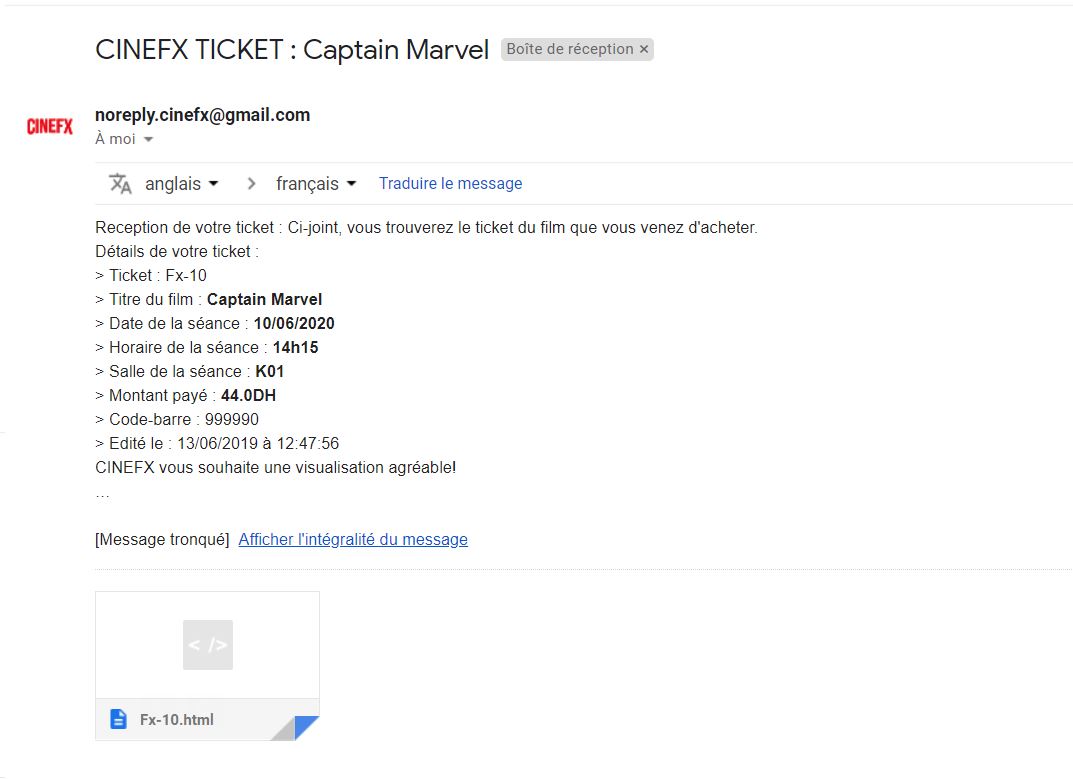 CINEFX TICKET : Captain Marvel Boîte de réception ×
CINEFX
noreply.cinefx@gmail.com
À moi
anglais > français Traduire le message
Reception de votre ticket : Ci-joint, vous trouverez le ticket du film que vous venez d'acheter.
Détails de votre ticket :
> Ticket : Fx-10
> Titre du film : Captain Marvel
> Date de la séance : 10/06/2020
> Horaire de la séance : 14h15
> Salle de la séance : K01
> Montant payé : 44.0DH
> Code-barre : 999990
> Edité le : 13/06/2019 à 12:47:56
CINEFX vous souhaite une visualisation agréable!
...
[Message tronqué] Afficher l'intégralité du message
< />
Fx-10.html